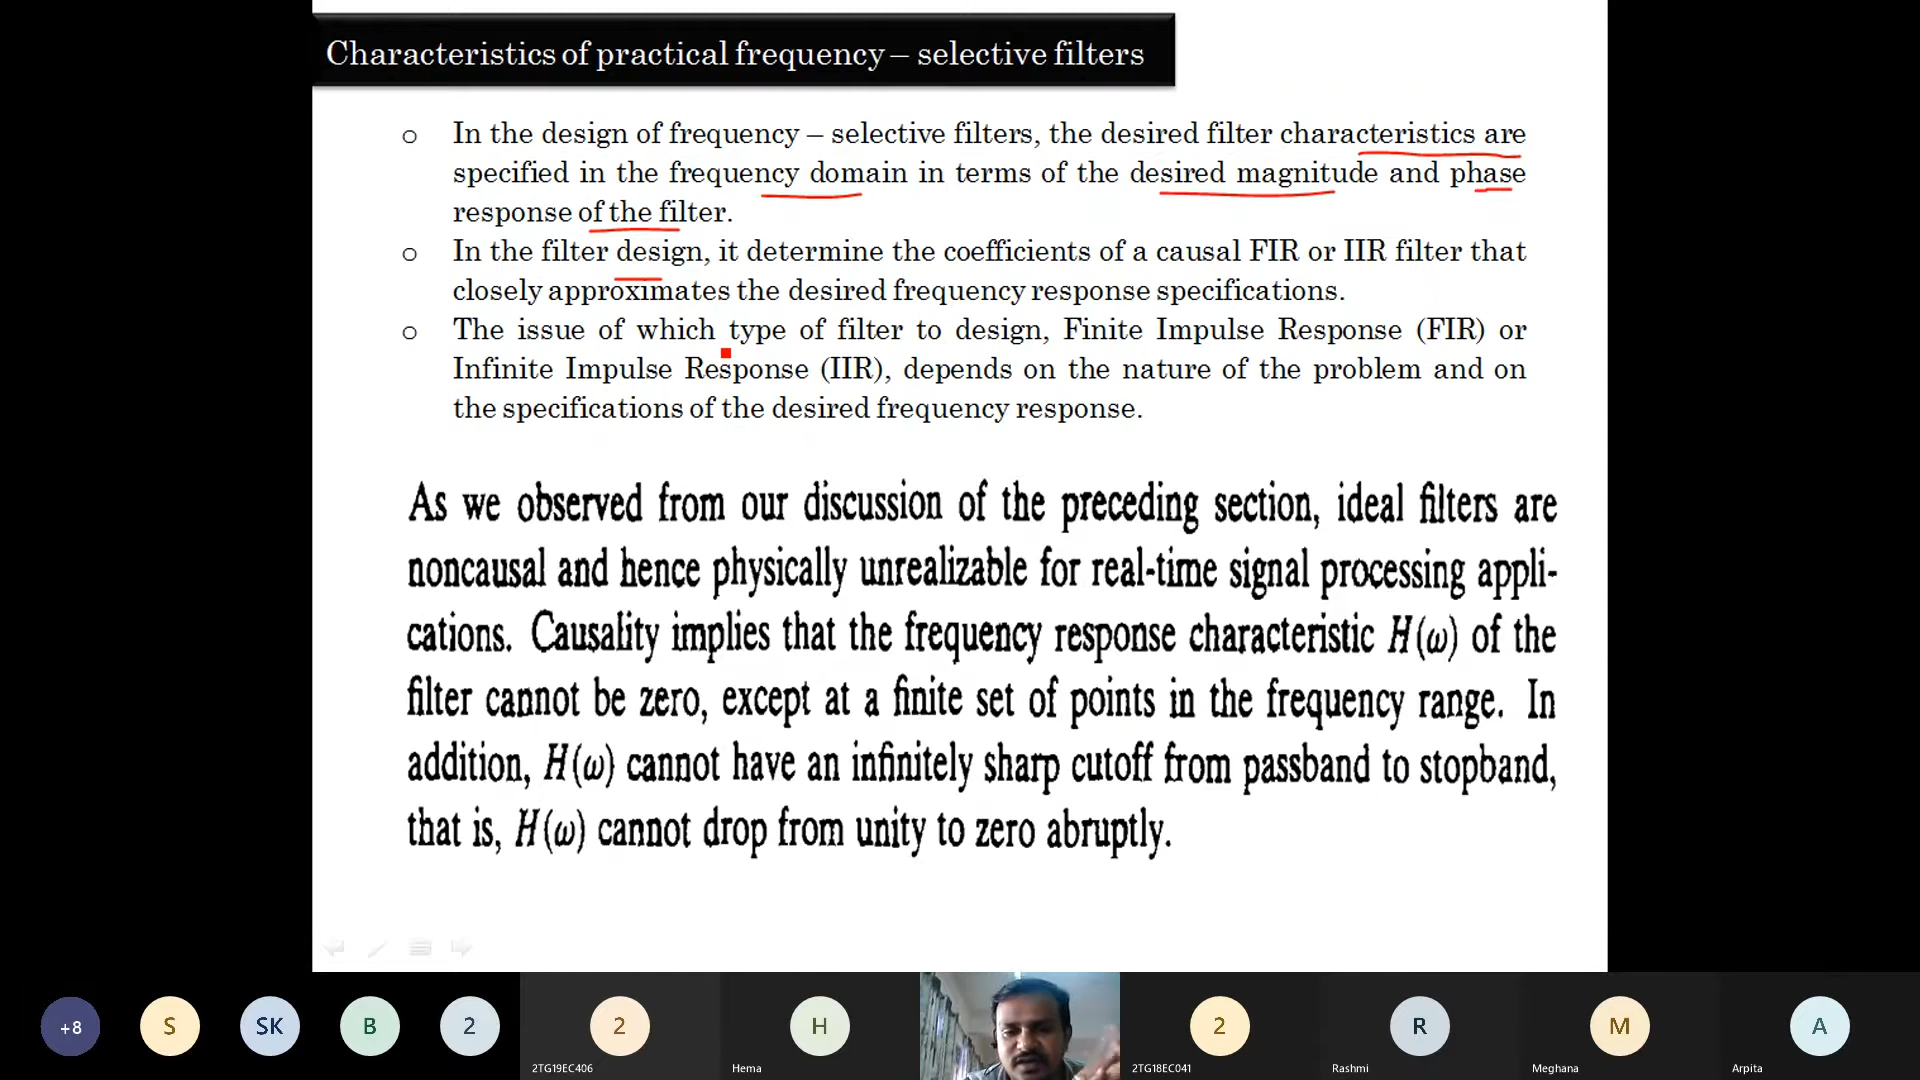 Characteristics of practical frequency – selective filters
o In the design of frequency – selective filters, the desired filter characteristics are
specified in the frequency domain in terms of the desired magnitude and phase
response of the filter.
o In the filter design, it determine the coefficients of a causal FIR or IIR filter that
closely approximates the desired frequency response specifications.
o The issue of which type of filter to design, Finite Impulse Response (FIR) or
Infinite Impulse Response (IIR), depends on the nature of the problem and on
the specifications of the desired frequency response.
As we observed from our discussion of the preceding section, ideal filters are
noncausal and hence physically unrealizable for real-time signal processing appli-
cations. Causality implies that the frequency response characteristic H(ω) of the
filter cannot be zero, except at a finite set of points in the frequency range. In
addition, H(ω) cannot have an infinitely sharp cutoff from passband to stopband,
that is, H(ω) cannot drop from unity to zero abruptly.
+8 S SK B 2 2 H 2 R M A
2TG19EC406 Hema 2TG18EC041 Rashmi Meghana Arpita